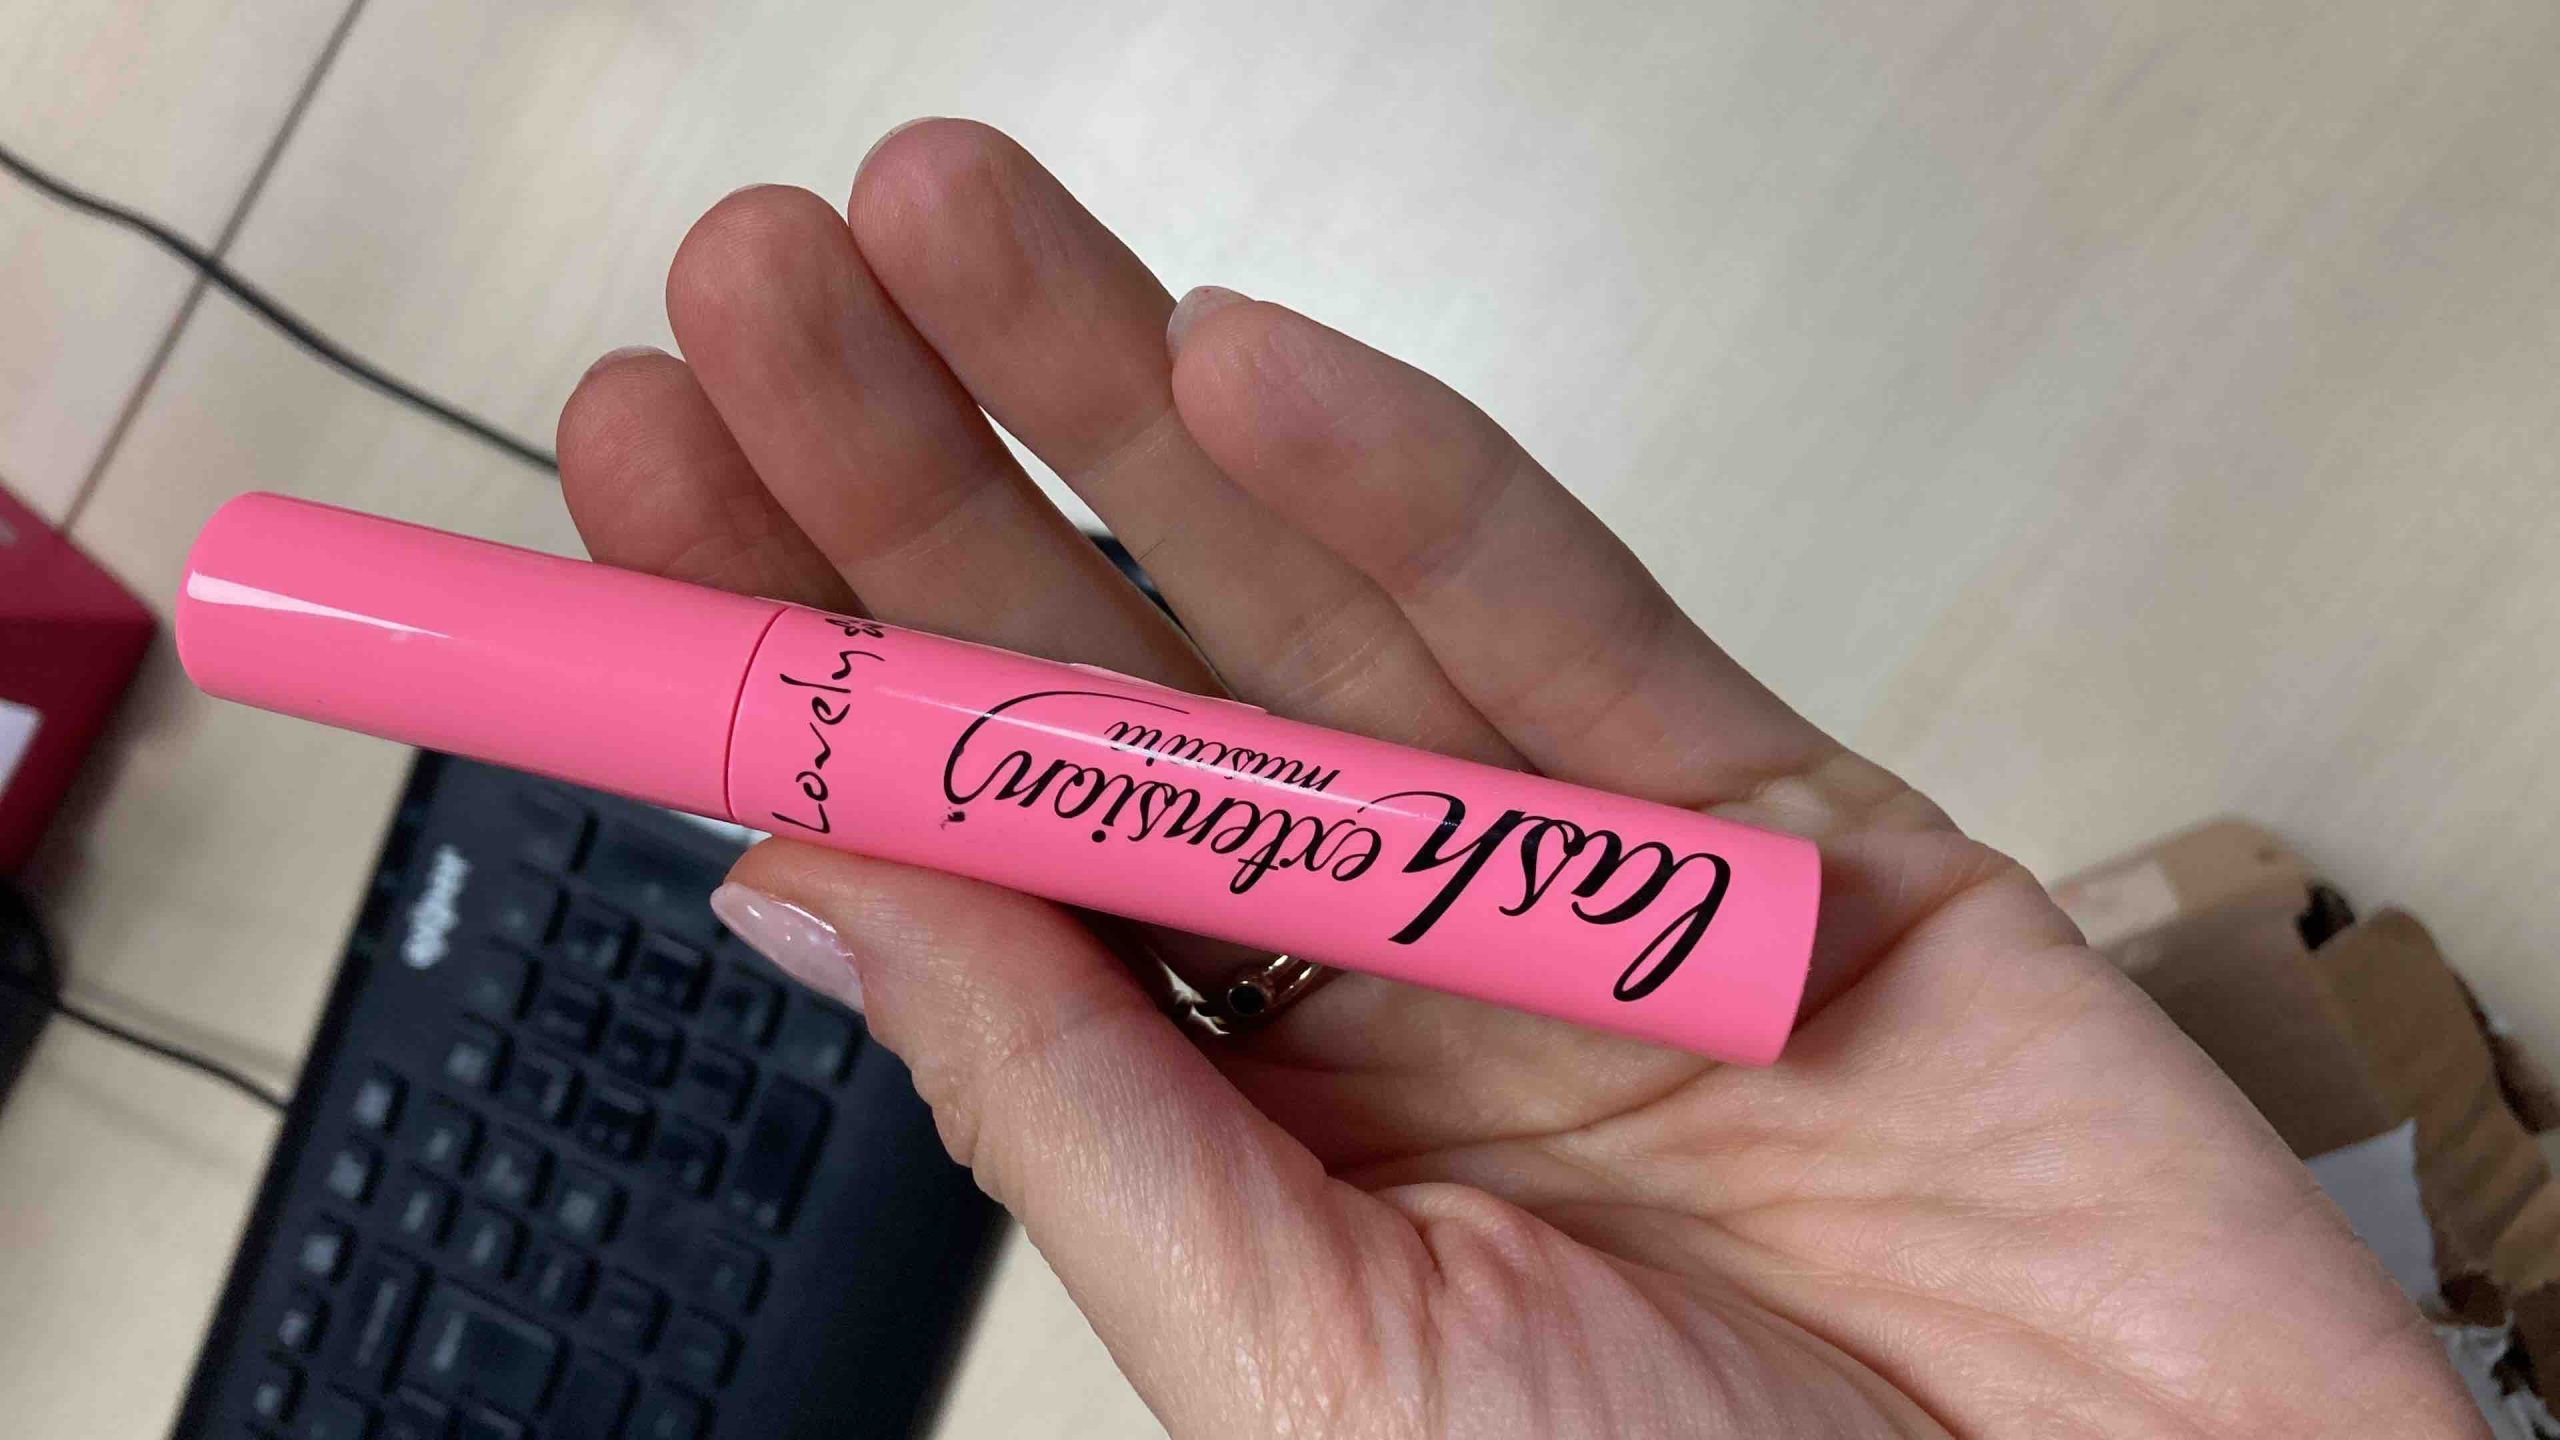 Lovely
lash
extension
mascara